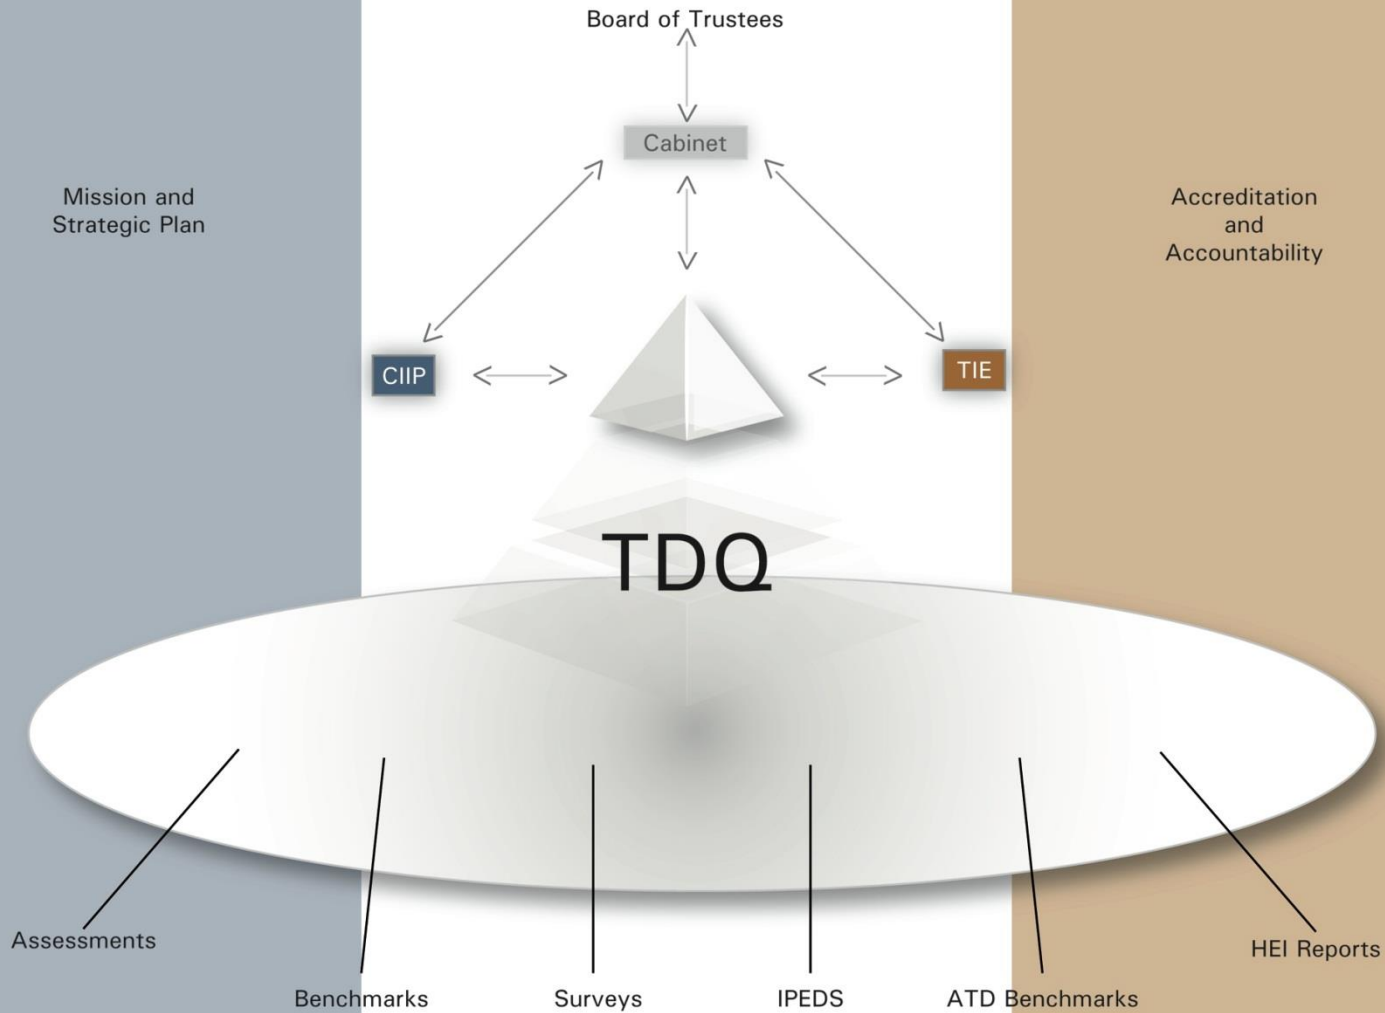 Board of Trustees
Cabinet
Mission and
Strategic Plan
Accreditation
and
Accountability
CIIP
TIE
TDQ
Assessments
HEI Reports
Benchmarks
Surveys
IPEDS
ATD Benchmarks